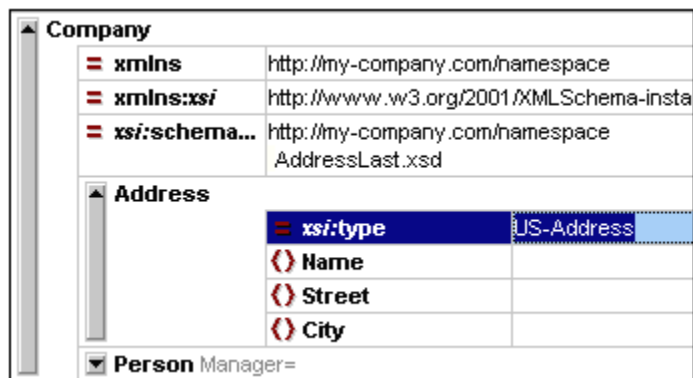 Company
= xmlns http://my-company.com/namespace
= xmlns:xsi http://www.w3.org/2001/XMLSchema-insta
= xsi:schema... http://my-company.com/namespace
AddressLast.xsd
Address
= xsi:type US-Address
() Name
() Street
() City
Person Manager=